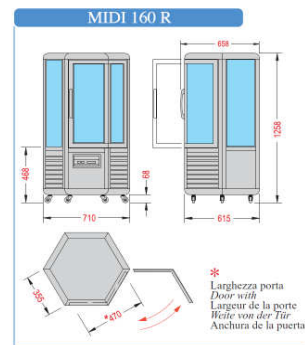 MIDI 160 R
658
1258
468
68
710
615
355
*470
*
Larghezza porta
Door with
Largeur de la porte
Weite von der Tür
Anchura de la puerta